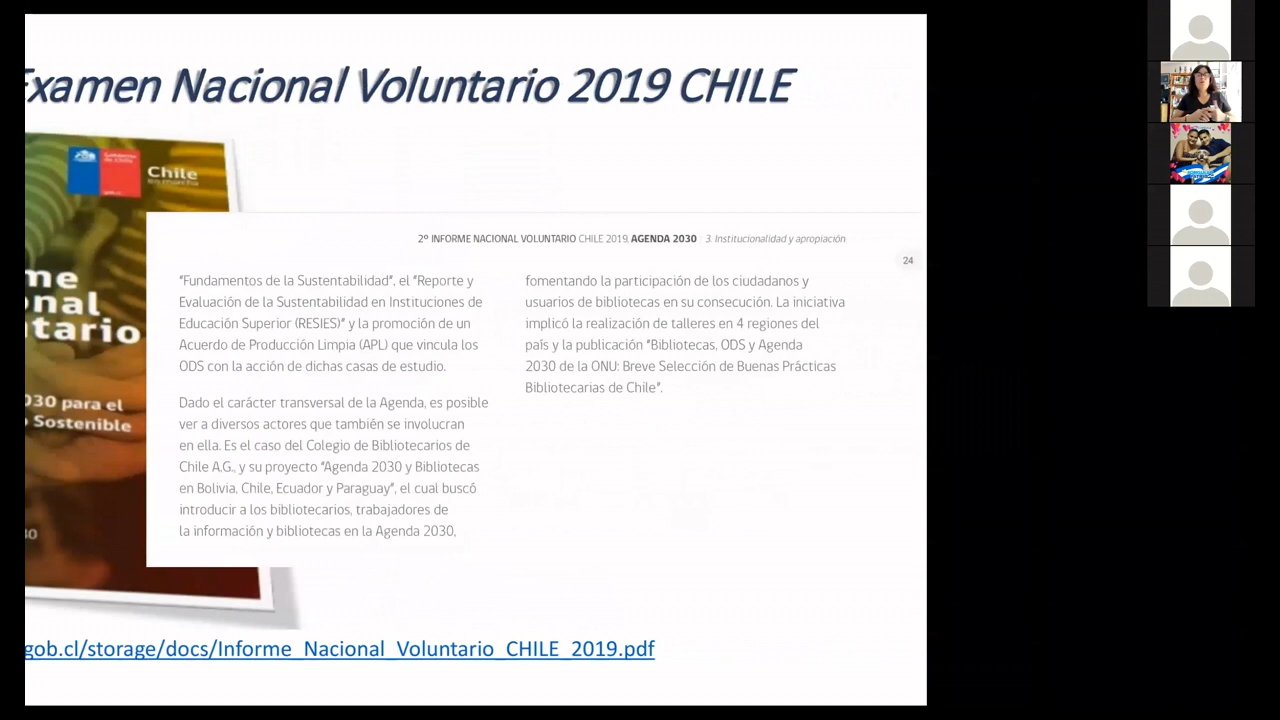 Examen Nacional Voluntario 2019 CHILE
Gobierno
de Chile
Chile
me
onal
ntario
030 para el
Sostenible
2º INFORME NACIONAL VOLUNTARIO CHILE 2019, AGENDA 2030 | 3. Institucionalidad y apropiación
24
“Fundamentos de la Sustentabilidad”, el “Reporte y
Evaluación de la Sustentabilidad en Instituciones de
Educación Superior (RESIES)” y la promoción de un
Acuerdo de Producción Limpia (APL) que vincula los
ODS con la acción de dichas casas de estudio.
Dado el carácter transversal de la Agenda, es posible
ver a diversos actores que también se involucran
en ella. Es el caso del Colegio de Bibliotecarios de
Chile A.G., y su proyecto “Agenda 2030 y Bibliotecas
en Bolivia, Chile, Ecuador y Paraguay”, el cual buscó
introducir a los bibliotecarios, trabajadores de
la información y bibliotecas en la Agenda 2030,
fomentando la participación de los ciudadanos y
usuarios de bibliotecas en su consecución. La iniciativa
implicó la realización de talleres en 4 regiones del
país y la publicación “Bibliotecas, ODS y Agenda
2030 de la ONU: Breve Selección de Buenas Prácticas
Bibliotecarias de Chile”.
gob.cl/storage/docs/Informe_Nacional_Voluntario_CHILE_2019.pdf